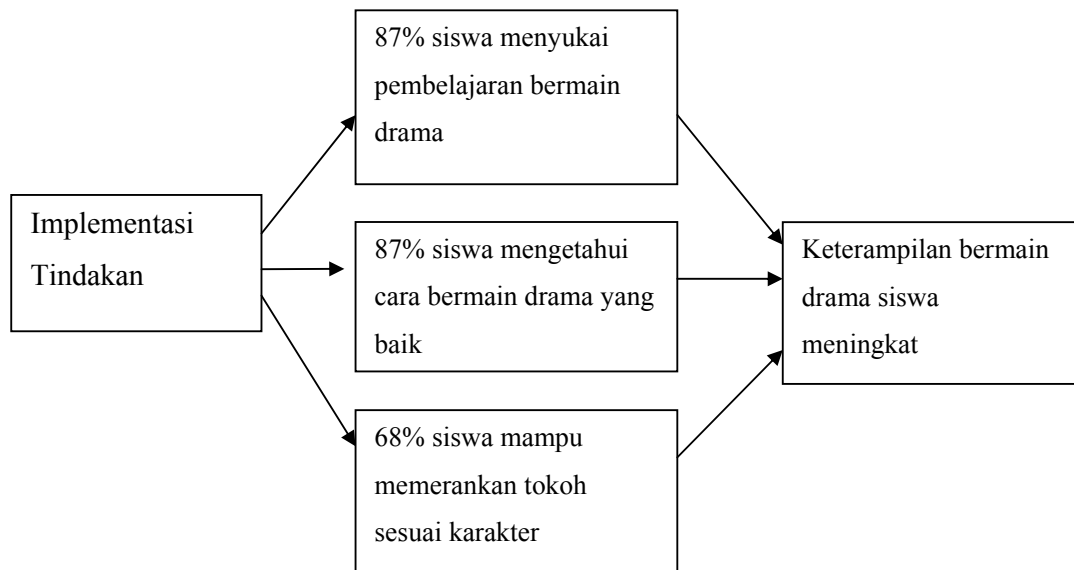 Implementasi
Tindakan
87% siswa menyukai
pembelajaran bermain
drama
87% siswa mengetahui
cara bermain drama yang
baik
68% siswa mampu
memerankan tokoh
sesuai karakter
Keterampilan bermain
drama siswa
meningkat